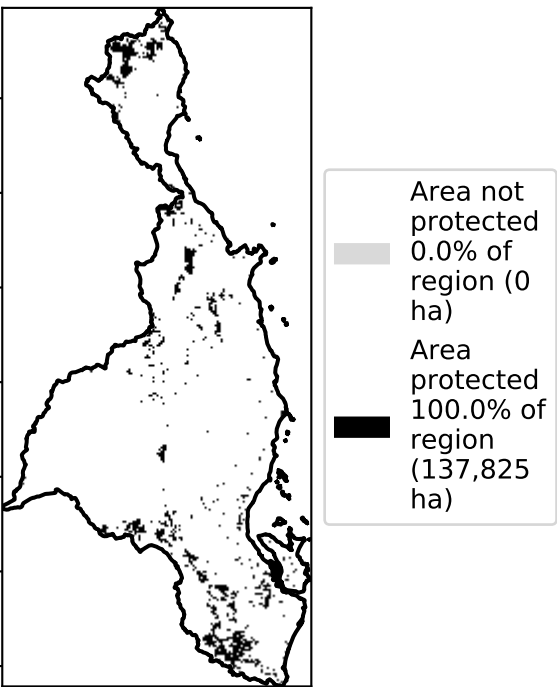 Area not
protected
0.0% of
region (0
ha)
Area
protected
100.0% of
region
(137,825
ha)